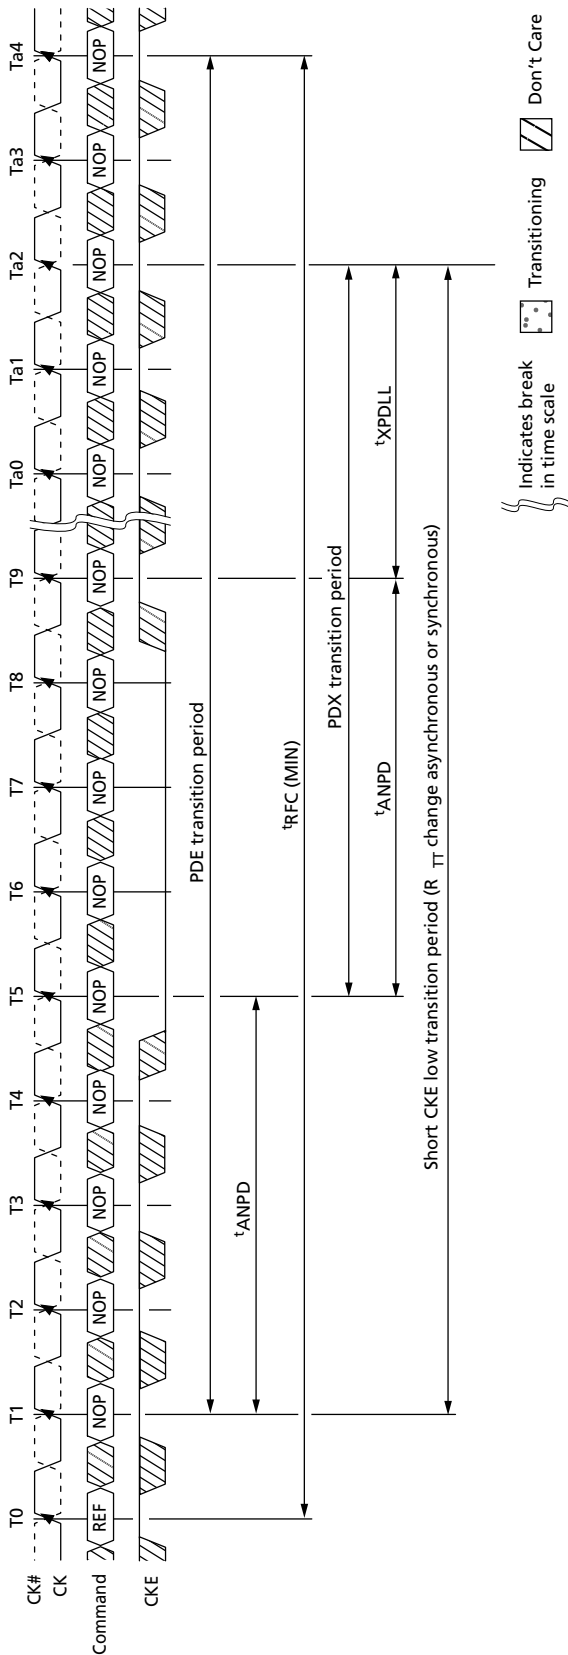 T0 T1 T2 T3 T4 T5 T6 T7 T8 T9 Ta0 Ta1 Ta2 Ta3 Ta4
CK#
CK
Command REF NOP NOP NOP NOP NOP NOP NOP NOP NOP NOP NOP NOP NOP NOP
CKE
PDE transition period
tANPD
tRFC (MIN)
PDX transition period
tANPD tXPDLL
Short CKE low transition period (R TT change asynchronous or synchronous)
Indicates break
in time scale
Transitioning
Don't Care